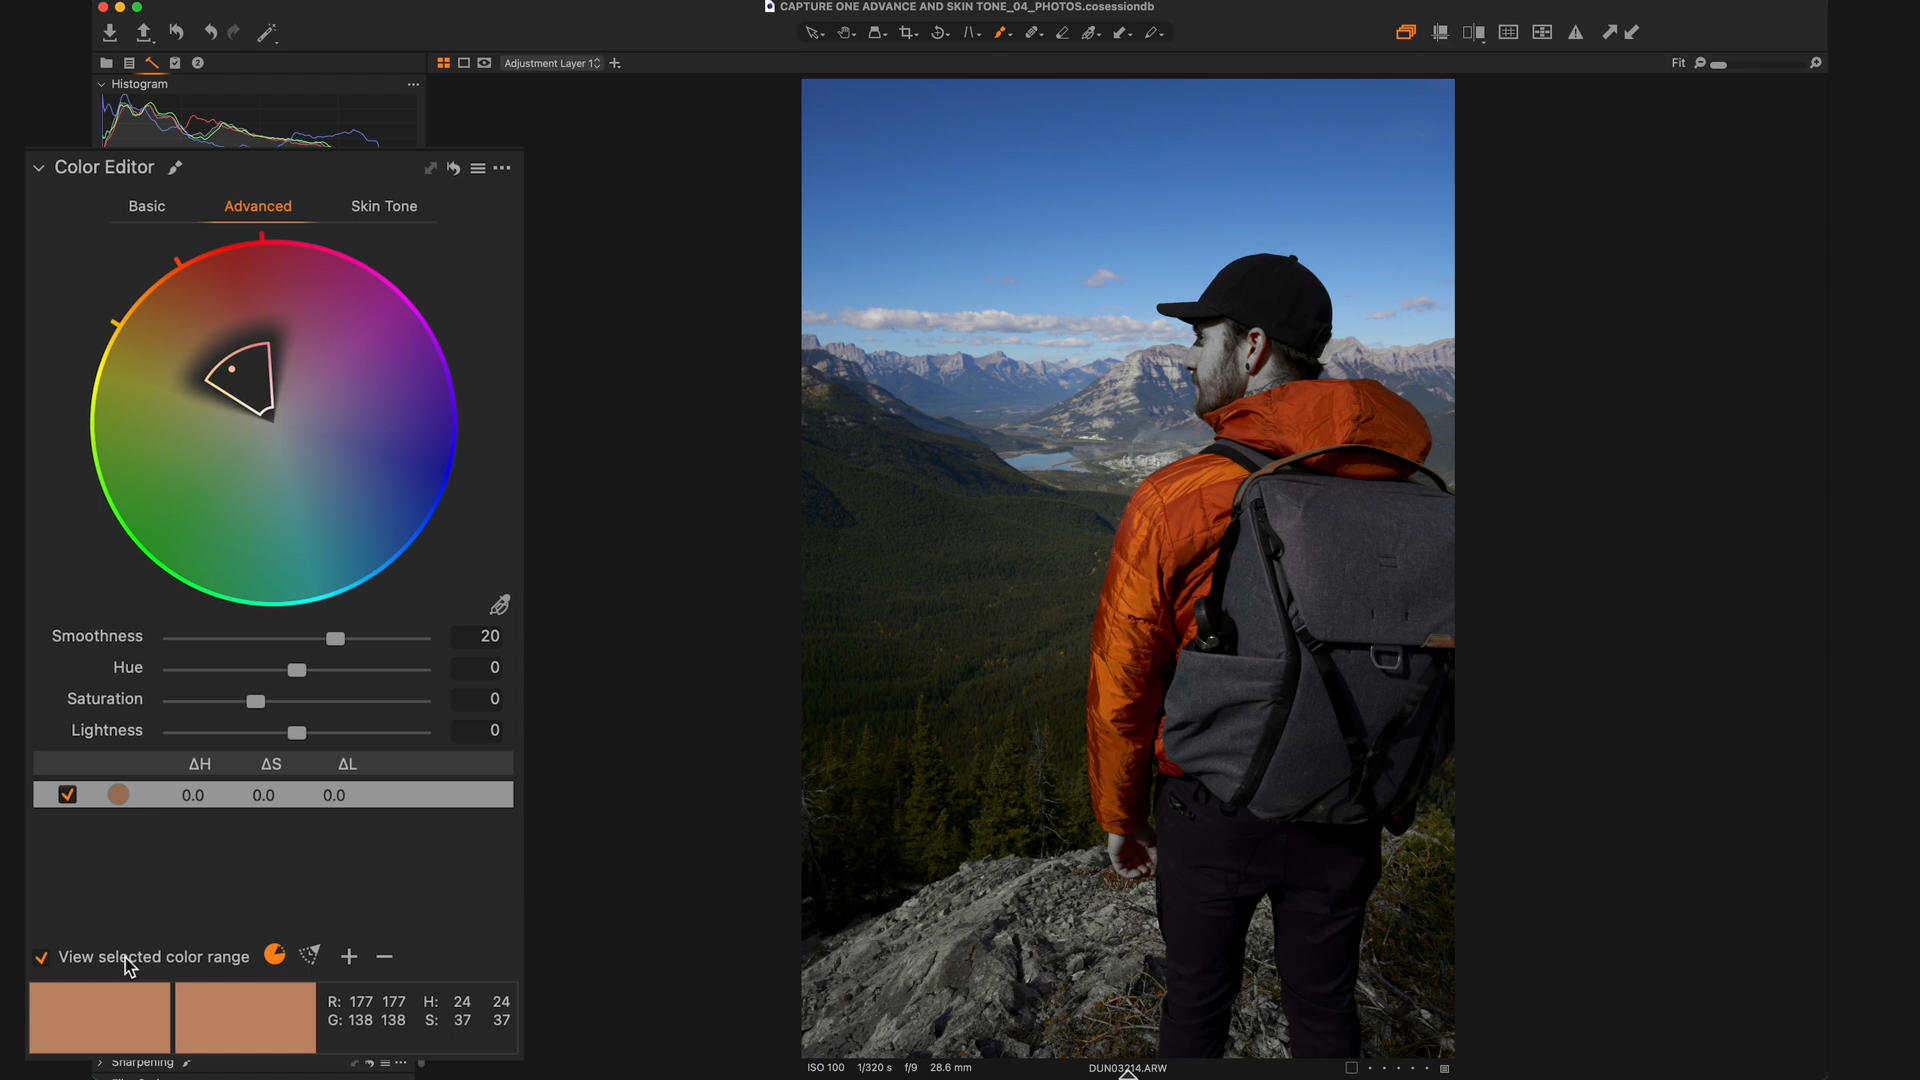 CAPTURE ONE ADVANCE AND SKIN TONE_04_PHOTOS.cosessiondb
2
Adjustment Layer 1
Fit
Histogram
Color Editor
Basic Advanced Skin Tone
Smoothness 20
Hue 0
Saturation 0
Lightness 0
ΔH ΔS ΔL
0.0 0.0 0.0
View selected color range
R: 177 177 H: 24 24
G: 138 138 S: 37 37
Sharpening
ISO 100 1/320 s f/9 28.6 mm
DUN03214.ARW